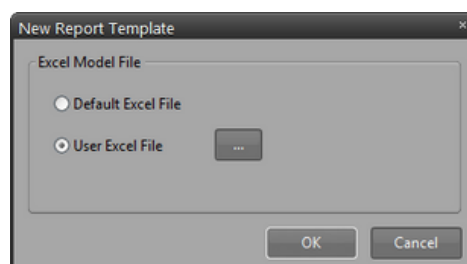 New Report Template ×
Excel Model File
Default Excel File
User Excel File ...
OK Cancel